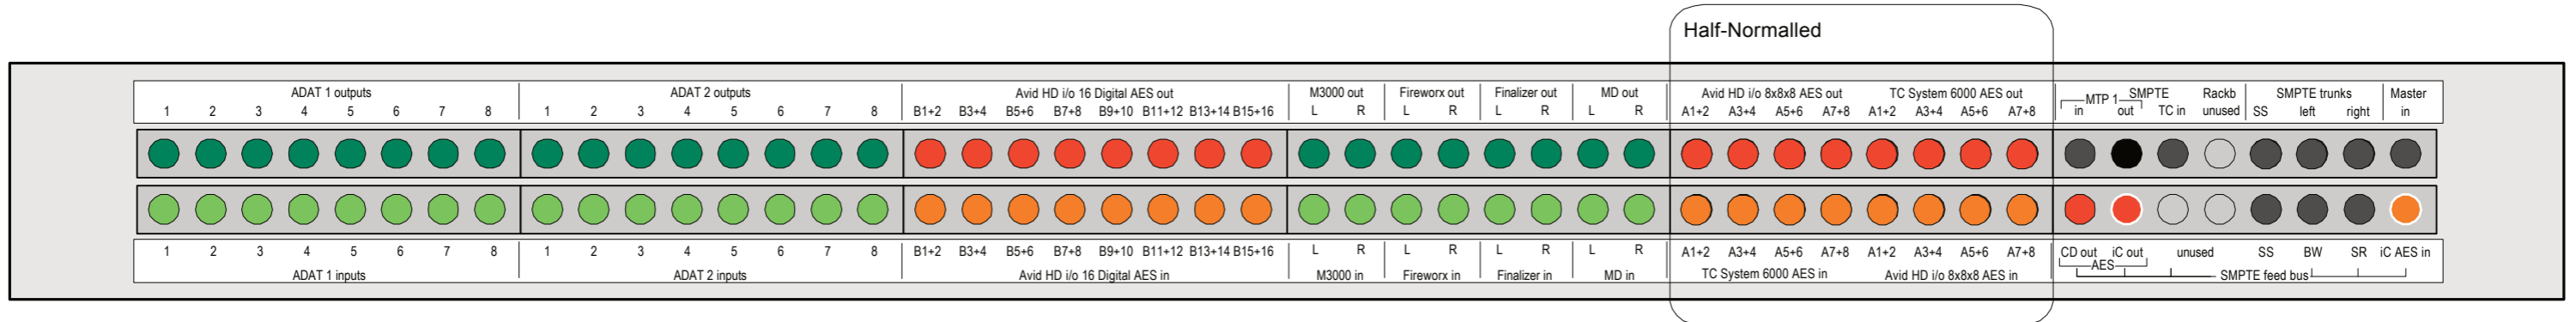 Half-Normalled
ADAT 1 outputs ADAT 2 outputs Avid HD i/o 16 Digital AES out M3000 out Fireworx out Finalizer out MD out Avid HD i/o 8x8x8 AES out TC System 6000 AES out MTP 1 SMPTE Rackb SMPTE trunks Master
1 2 3 4 5 6 7 8 1 2 3 4 5 6 7 8 B1+2 B3+4 B5+6 B7+8 B9+10 B11+12 B13+14 B15+16 L R L R L R L R A1+2 A3+4 A5+6 A7+8 A1+2 A3+4 A5+6 A7+8 in out TC in unused SS left right in
1 2 3 4 5 6 7 8 1 2 3 4 5 6 7 8 B1+2 B3+4 B5+6 B7+8 B9+10 B11+12 B13+14 B15+16 L R L R L R L R A1+2 A3+4 A5+6 A7+8 A1+2 A3+4 A5+6 A7+8 CD out iC out unused SS BW SR iC AES in
ADAT 1 inputs ADAT 2 inputs Avid HD i/o 16 Digital AES in M3000 in Fireworx in Finalizer in MD in TC System 6000 AES in Avid HD i/o 8x8x8 AES in AES SMPTE feed bus